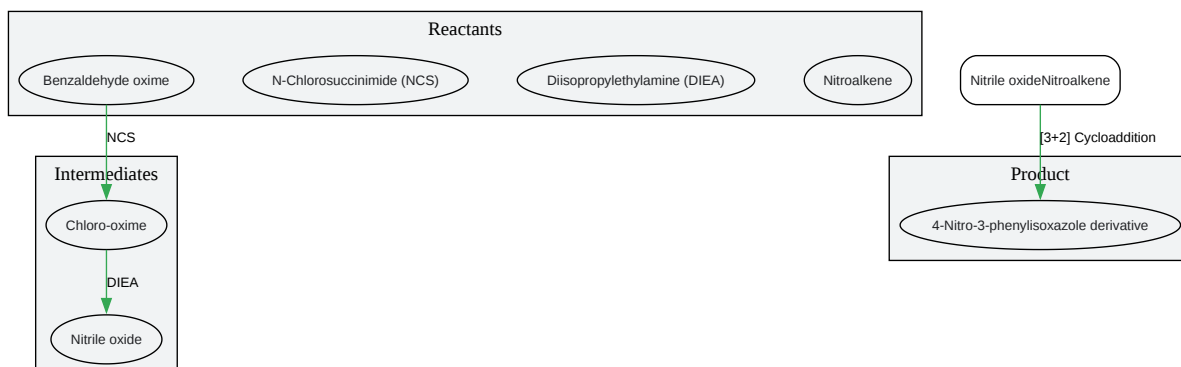 Reactants
Benzaldehyde oxime
N-Chlorosuccinimide (NCS)
Diisopropylethylamine (DIEA)
Nitroalkene
Nitrile oxideNitroalkene
NCS
[3+2] Cycloaddition
Intermediates
Product
Chloro-oxime
4-Nitro-3-phenylisoxazole derivative
DIEA
Nitrile oxide